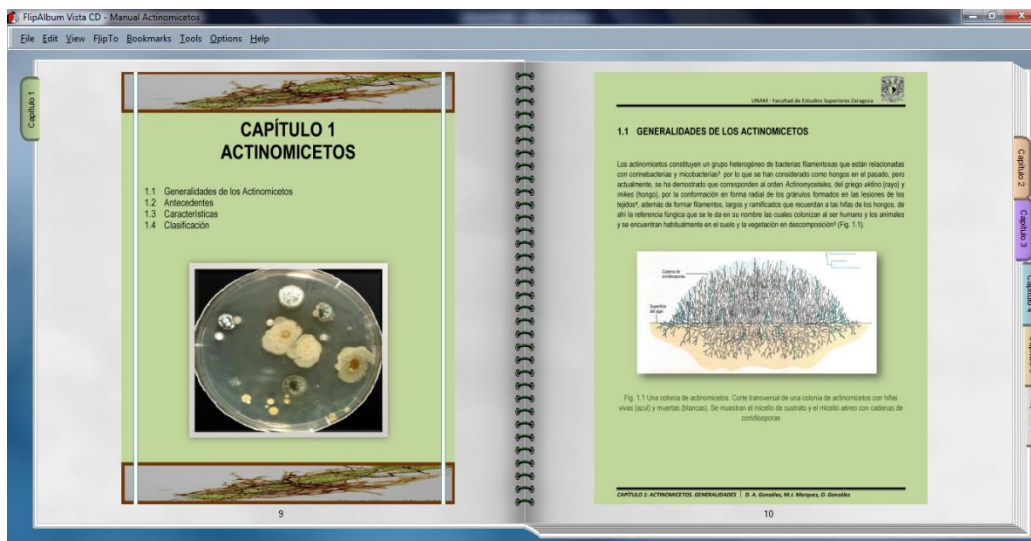 FlipAlbum Vista CD - Manual Actinomicetos
File Edit View FlipTo Bookmarks Tools Options Help
Capítulo 1
CAPÍTULO 1
ACTINOMICETOS
1.1 Generalidades de los Actinomicetos
1.2 Antecedentes
1.3 Características
1.4 Clasificación
9
UNAM - Facultad de Estudios Superiores Zaragoza
1.1 GENERALIDADES DE LOS ACTINOMICETOS
Los actinomicetos constituyen un grupo heterogéneo de bacterias filamentosas que están relacionadas
con corinebacterias y micobacterias³ por lo que se han considerado como hongos en el pasado, pero
actualmente, se ha demostrado que corresponden al orden Actinomycetales, del griego aktino (rayo) y
mikes (hongo), por la conformación en forma radial de los gránulos formados en las lesiones de los
tejidos⁴, además de formar filamentos, largos y ramificados que recuerdan a las hifas de los hongos, de
ahí la referencia fúngica que se le da en su nombre las cuales colonizan al ser humano y los animales
y se encuentran habitualmente en el suelo y la vegetación en descomposición⁵ (Fig. 1.1).
Cadena de
conidiosporas
Superficie
del agar
Fig. 1.1 Una colonia de actinomicetos. Corte transversal de una colonia de actinomicetos con hifas
vivas (azul) y muertas (blancas). Se muestran el micelio de sustrato y el micelio aéreo con cadenas de
conidiosporas
CAPÍTULO 1: ACTINOMICETOS. GENERALIDADES | D. A. González, M.J. Marques, O. González
10
Capítulo 2
Capítulo 3